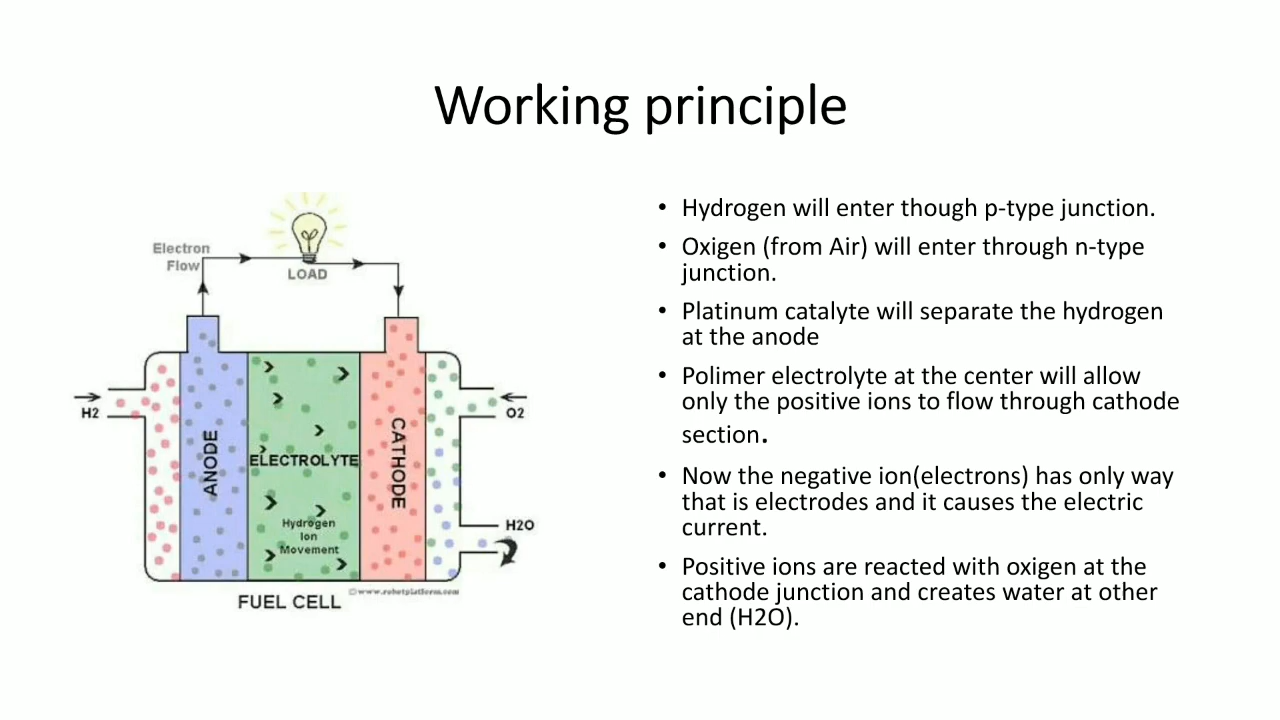 Working principle
Electron
Flow
LOAD
H2
ANODE
ELECTROLYTE
CATHODE
O2
Hydrogen
Ion
Movement
H2O
©www.robotplatform.com
FUEL CELL
• Hydrogen will enter though p-type junction.
• Oxigen (from Air) will enter through n-type
junction.
• Platinum catalyte will separate the hydrogen
at the anode
• Polimer electrolyte at the center will allow
only the positive ions to flow through cathode
section.
• Now the negative ion(electrons) has only way
that is electrodes and it causes the electric
current.
• Positive ions are reacted with oxigen at the
cathode junction and creates water at other
end (H2O).